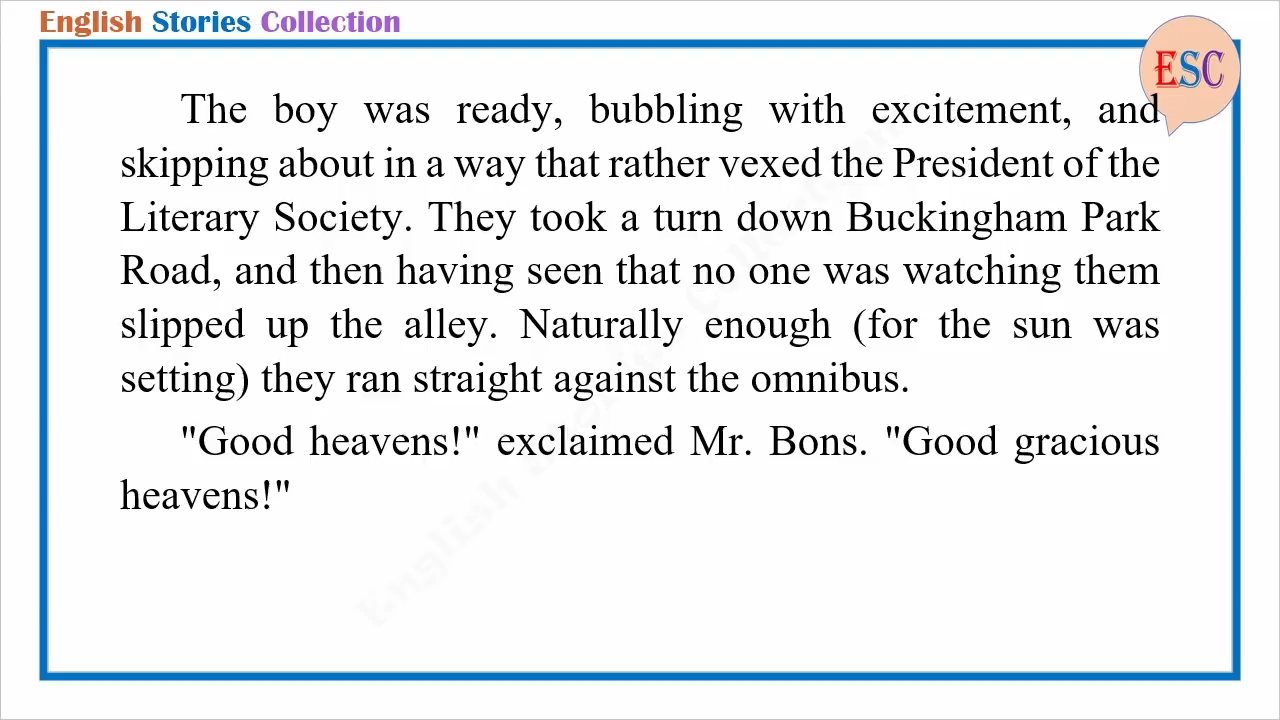 English Stories Collection
ESC
The boy was ready, bubbling with excitement, and
skipping about in a way that rather vexed the President of the
Literary Society. They took a turn down Buckingham Park
Road, and then having seen that no one was watching them
slipped up the alley. Naturally enough (for the sun was
setting) they ran straight against the omnibus.
"Good heavens!" exclaimed Mr. Bons. "Good gracious
heavens!"
English Stories Collection